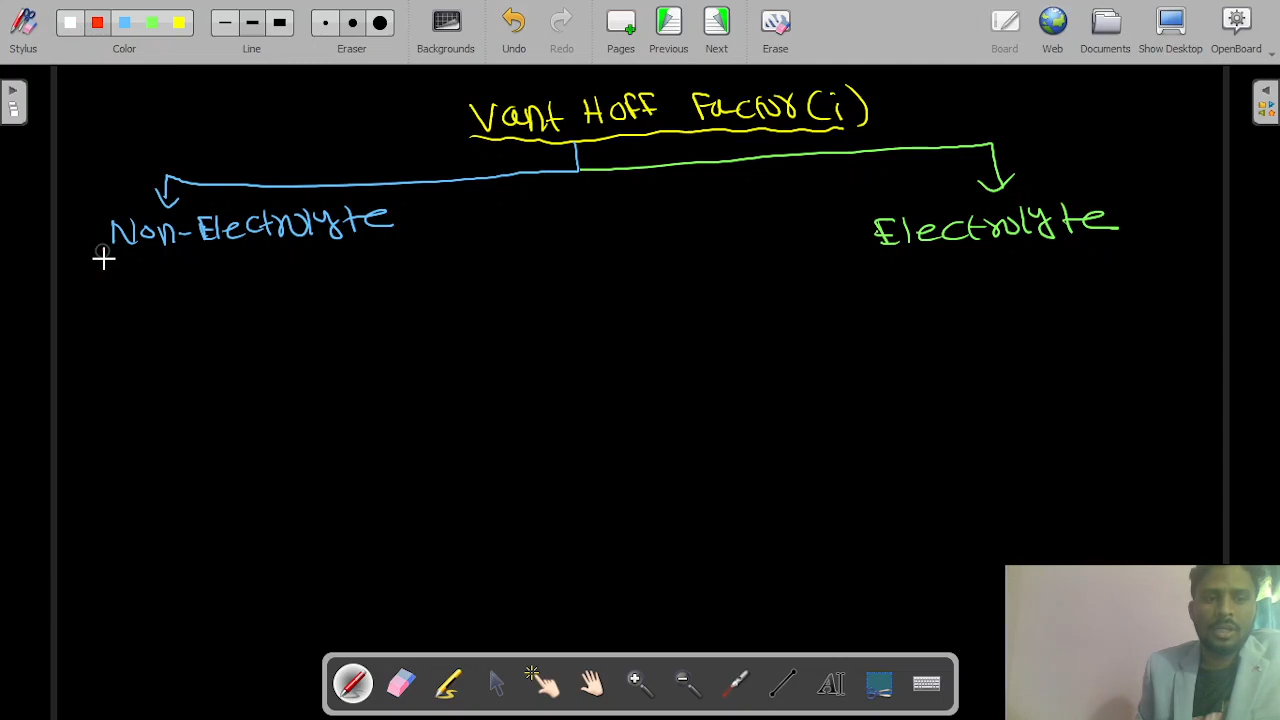 Stylus Color Line Eraser Backgrounds Undo Redo Pages Previous Next Erase Board Web Documents Show Desktop OpenBoard
Vant Hoff Factor (i)
Non-Electrolyte Electrolyte